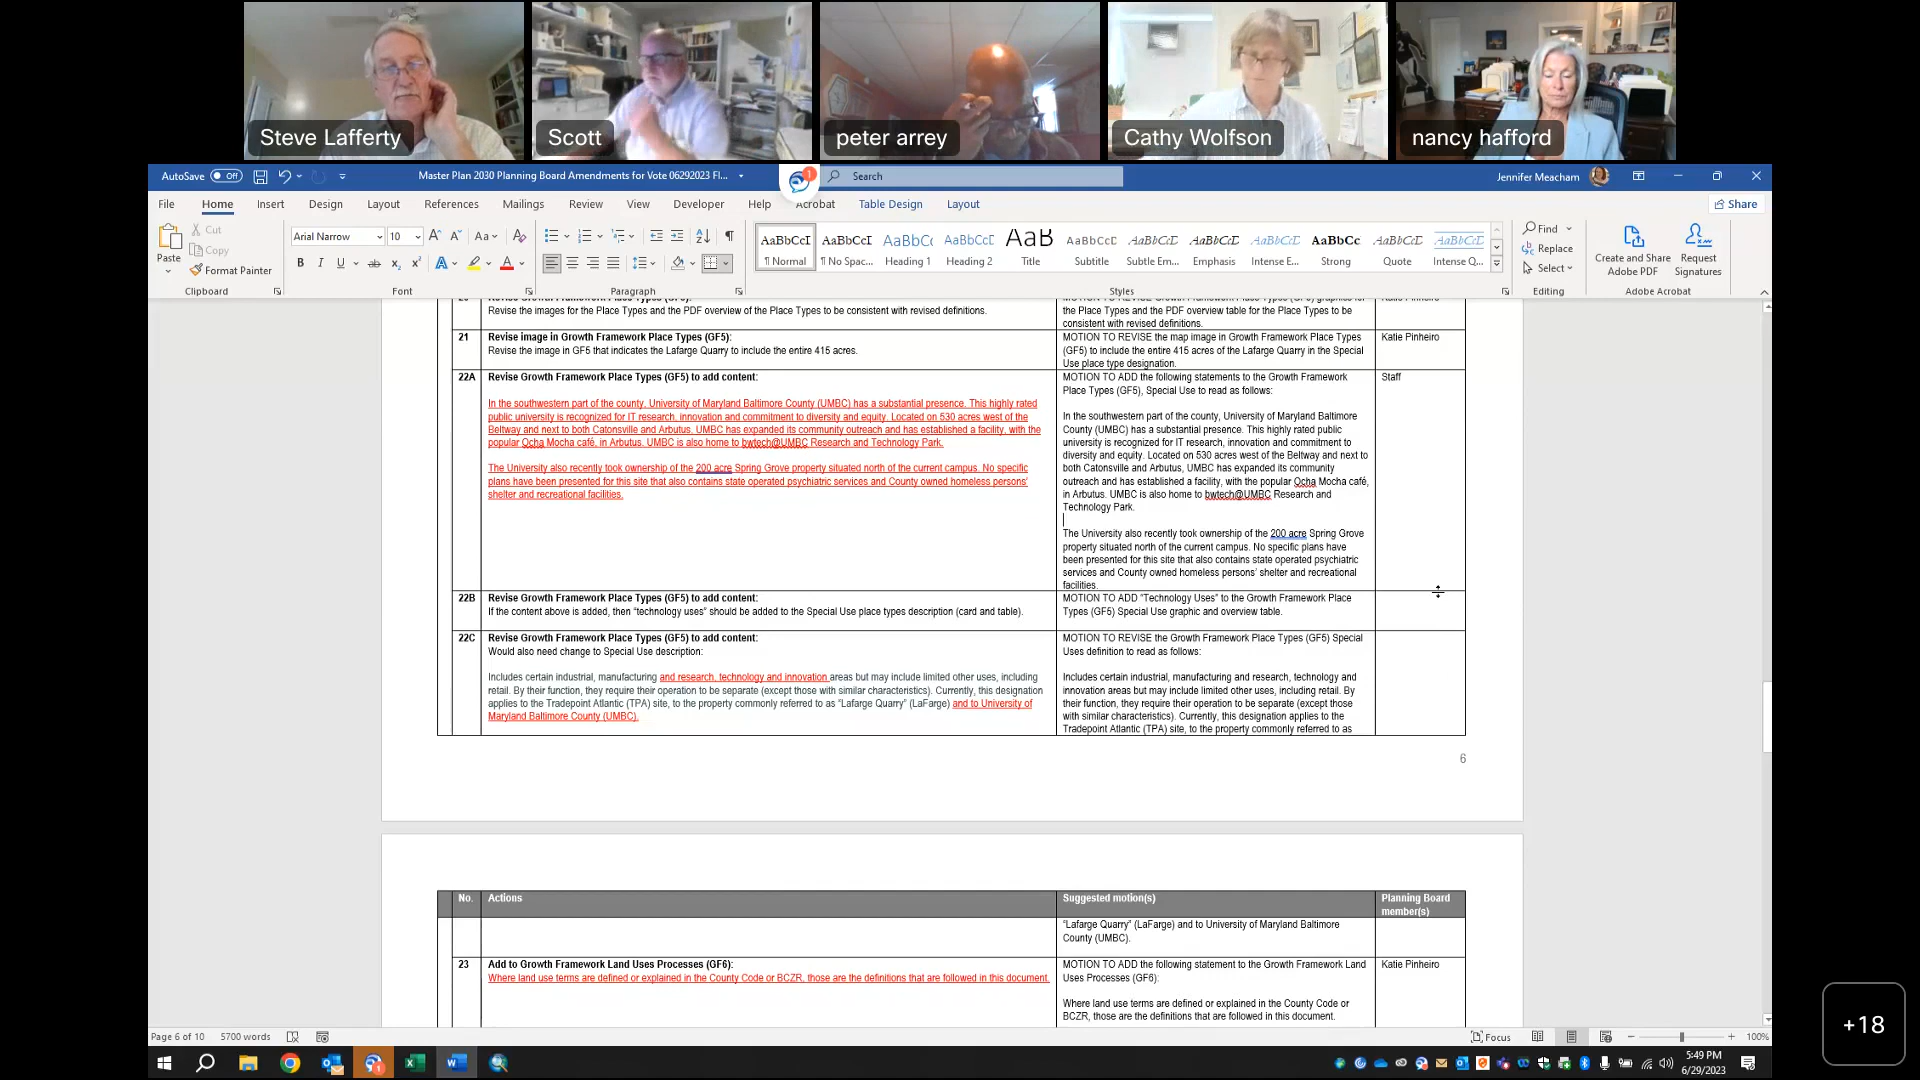 Steve Lafferty
Scott
peter arrey
Cathy Wolfson
nancy hafford
AutoSave Off
Master Plan 2030 Planning Board Amendments for Vote 06292023 Fl...
1
Search
Jennifer Meacham
File Home Insert Design Layout References Mailings Review View Developer Help Acrobat Table Design Layout
Share
Paste
Cut
Copy
Format Painter
Clipboard
Arial Narrow 10
Font
Paragraph
AaBbCcI AaBbCcI AaBbC( AaBbCcC AaB AaBbCcD AaBbCcD AaBbCcD AaBbCcD AaBbCc AaBbCcD AaBbCcD
¶ Normal ¶ No Spac... Heading 1 Heading 2 Title Subtitle Subtle Em... Emphasis Intense E... Strong Quote Intense Q...
Styles
Find
Replace
Select
Editing
Create and Share
Adobe PDF
Request
Signatures
Adobe Acrobat
Revise the images for the Place Types and the PDF overview of the Place Types to be consistent with revised definitions.
the Place Types and the PDF overview table for the Place Types to be
consistent with revised definitions.
21
Revise image in Growth Framework Place Types (GF5):
Revise the image in GF5 that indicates the Lafarge Quarry to include the entire 415 acres.
MOTION TO REVISE the map image in Growth Framework Place Types
(GF5) to include the entire 415 acres of the Lafarge Quarry in the Special
Use place type designation.
Katie Pinheiro
22A
Revise Growth Framework Place Types (GF5) to add content:
In the southwestern part of the county, University of Maryland Baltimore County (UMBC) has a substantial presence. This highly rated
public university is recognized for IT research, innovation and commitment to diversity and equity. Located on 530 acres west of the
Beltway and next to both Catonsville and Arbutus, UMBC has expanded its community outreach and has established a facility, with the
popular Ocha Mocha café, in Arbutus. UMBC is also home to bwtech@UMBC Research and Technology Park.
The University also recently took ownership of the 200 acre Spring Grove property situated north of the current campus. No specific
plans have been presented for this site that also contains state operated psychiatric services and County owned homeless persons'
shelter and recreational facilities.
MOTION TO ADD the following statements to the Growth Framework
Place Types (GF5), Special Use to read as follows:
In the southwestern part of the county, University of Maryland Baltimore
County (UMBC) has a substantial presence. This highly rated public
university is recognized for IT research, innovation and commitment to
diversity and equity. Located on 530 acres west of the Beltway and next to
both Catonsville and Arbutus, UMBC has expanded its community
outreach and has established a facility, with the popular Ocha Mocha café,
in Arbutus. UMBC is also home to bwtech@UMBC Research and
Technology Park.
The University also recently took ownership of the 200 acre Spring Grove
property situated north of the current campus. No specific plans have
been presented for this site that also contains state operated psychiatric
services and County owned homeless persons' shelter and recreational
facilities.
Staff
22B
Revise Growth Framework Place Types (GF5) to add content:
If the content above is added, then "technology uses" should be added to the Special Use place types description (card and table).
MOTION TO ADD "Technology Uses" to the Growth Framework Place
Types (GF5) Special Use graphic and overview table.
22C
Revise Growth Framework Place Types (GF5) to add content:
Would also need change to Special Use description:
Includes certain industrial, manufacturing and research, technology and innovation areas but may include limited other uses, including
retail. By their function, they require their operation to be separate (except those with similar characteristics). Currently, this designation
applies to the Tradepoint Atlantic (TPA) site, to the property commonly referred to as "Lafarge Quarry" (LaFarge) and to University of
Maryland Baltimore County (UMBC).
MOTION TO REVISE the Growth Framework Place Types (GF5) Special
Uses definition to read as follows:
Includes certain industrial, manufacturing and research, technology and
innovation areas but may include limited other uses, including retail. By
their function, they require their operation to be separate (except those
with similar characteristics). Currently, this designation applies to the
Tradepoint Atlantic (TPA) site, to the property commonly referred to as
6
No. Actions Suggested motion(s) Planning Board
member(s)
"Lafarge Quarry" (LaFarge) and to University of Maryland Baltimore
County (UMBC).
23
Add to Growth Framework Land Uses Processes (GF6):
Where land use terms are defined or explained in the County Code or BCZR, those are the definitions that are followed in this document.
MOTION TO ADD the following statement to the Growth Framework Land
Uses Processes (GF6):
Where land use terms are defined or explained in the County Code or
BCZR, those are the definitions that are followed in this document.
Katie Pinheiro
+18
Page 6 of 10 5700 words
Focus
100%
5:49 PM
6/29/2023